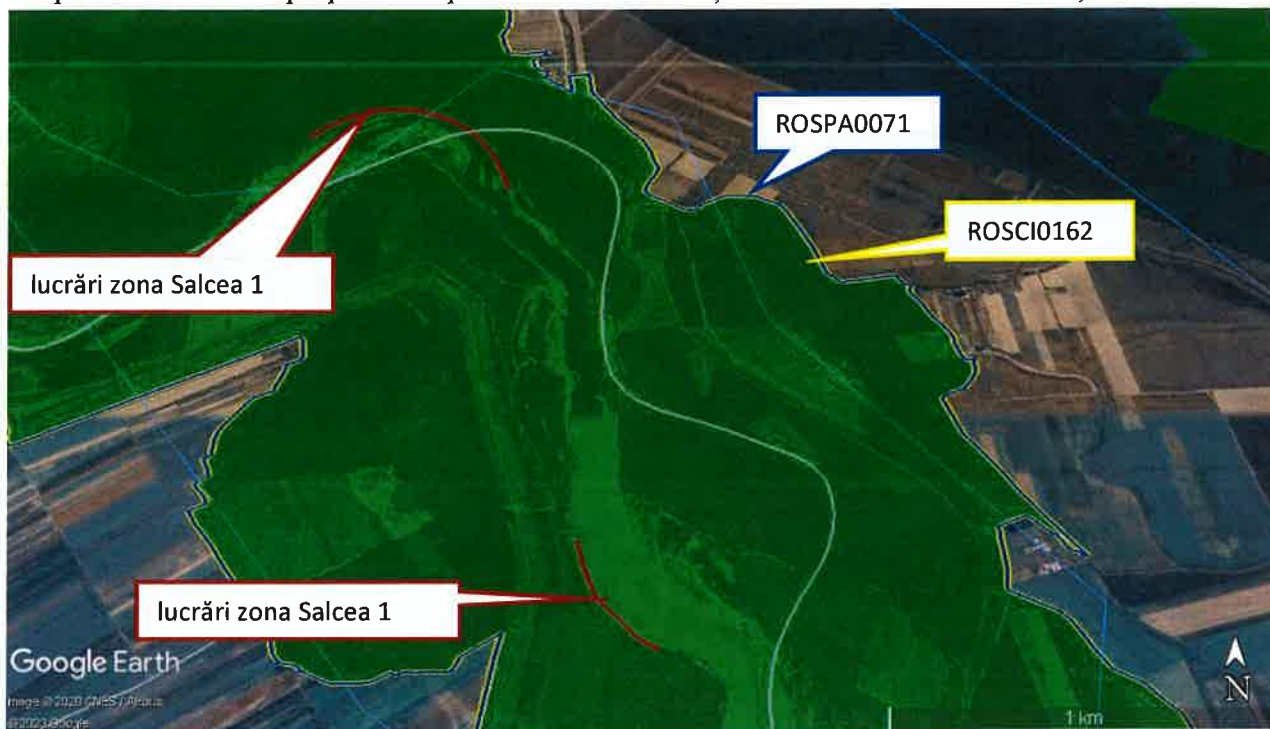 ROSPA0071
ROSCI0162
lucrări zona Salcea 1
lucrări zona Salcea 1
Google Earth
N
1 km